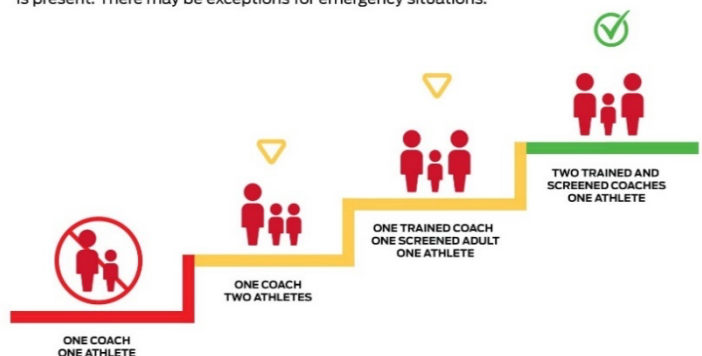 is present. There may be exceptions for emergency situations.
TWO TRAINED AND
SCREENED COACHES
ONE ATHLETE
ONE TRAINED COACH
ONE SCREENED ADULT
ONE ATHLETE
ONE COACH
TWO ATHLETES
ONE COACH
ONE ATHLETE